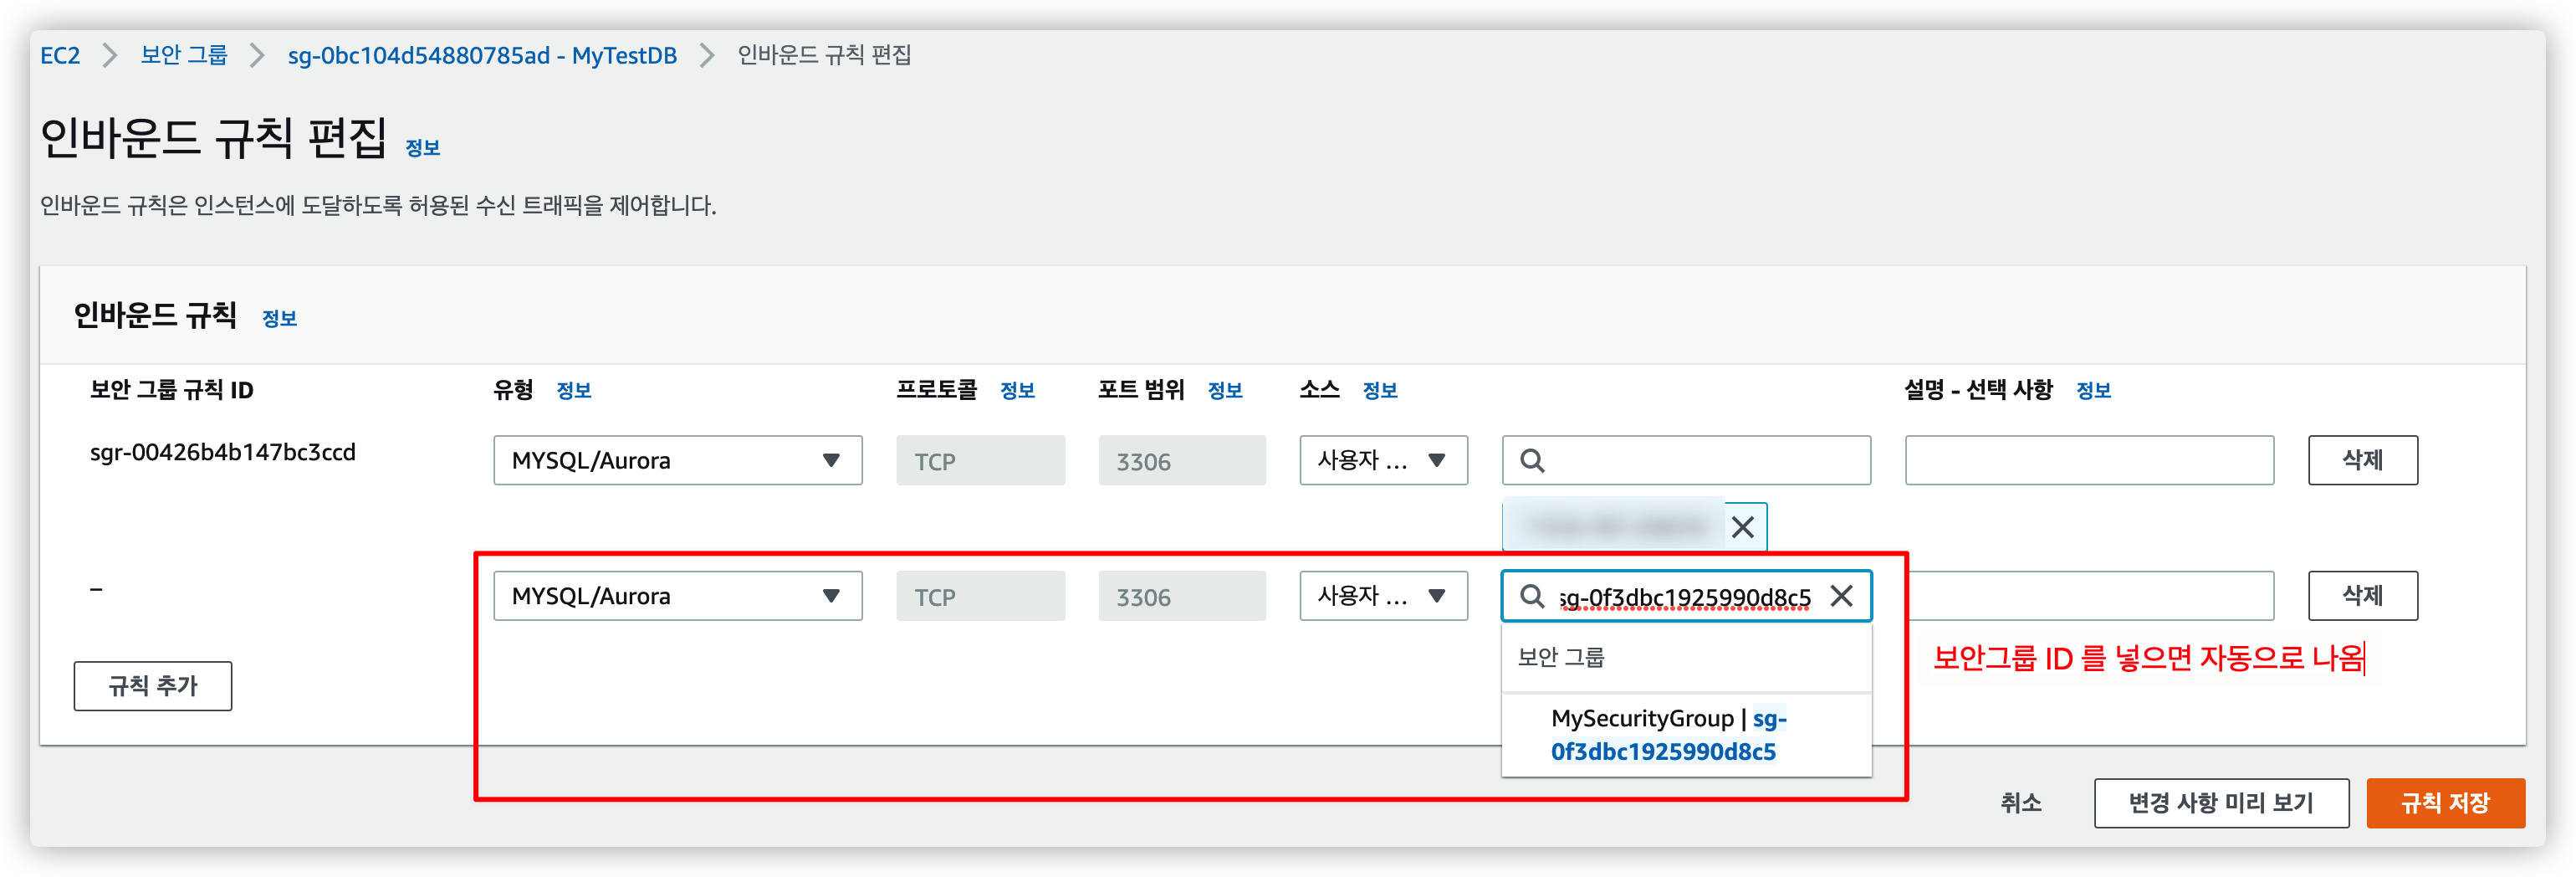 EC2 > 보안 그룹 > sg-0bc104d54880785ad - MyTestDB > 인바운드 규칙 편집
인바운드 규칙 편집 정보
인바운드 규칙은 인스턴스에 도달하도록 허용된 수신 트래픽을 제어합니다.
인바운드 규칙 정보
보안 그룹 규칙 ID 유형 정보 프로토콜 정보 포트 범위 정보 소스 정보 설명 - 선택 사항 정보
sgr-00426b4b147bc3ccd MYSQL/Aurora TCP 3306 사용자 ... 삭제
– MYSQL/Aurora TCP 3306 사용자 ... sg-0f3dbc1925990d8c5 삭제
보안 그룹
보안그룹 ID 를 넣으면 자동으로 나옴
규칙 추가
MySecurityGroup | sg-
0f3dbc1925990d8c5
취소 변경 사항 미리 보기 규칙 저장